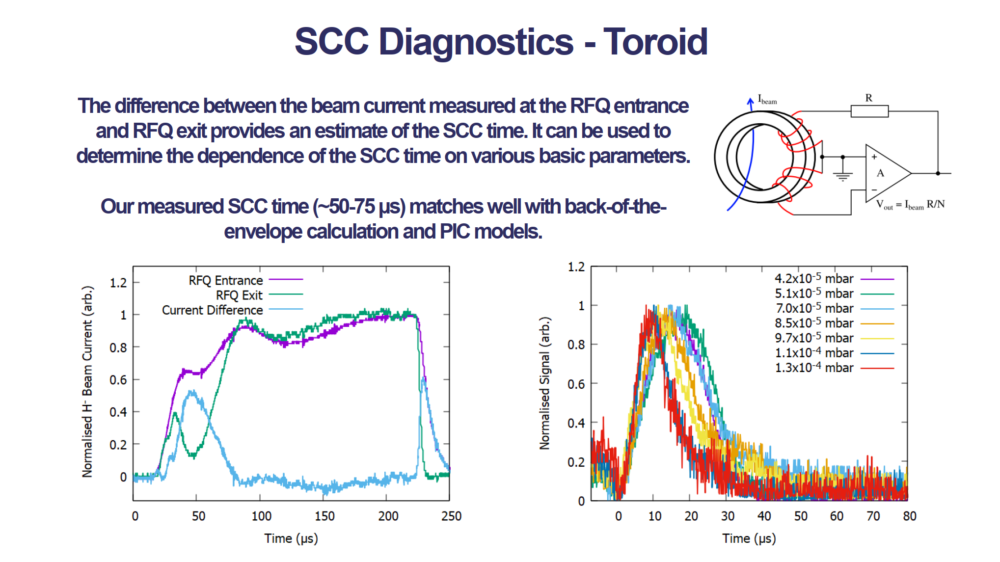 SCC Diagnostics - Toroid
The difference between the beam current measured at the RFQ entrance
and RFQ exit provides an estimate of the SCC time. It can be used to
determine the dependence of the SCC time on various basic parameters.
Our measured SCC time (~50-75 µs) matches well with back-of-the-
envelope calculation and PIC models.
I_beam
R
+
A
−
V_out = I_beam R/N
Normalised H- Beam Current (arb.)
1.2
1
0.8
0.6
0.4
0.2
0
RFQ Entrance
RFQ Exit
Current Difference
0 50 100 150 200 250
Time (µs)
Normalised Signal (arb.)
1.2
1
0.8
0.6
0.4
0.2
0
4.2x10^-5 mbar
5.1x10^-5 mbar
7.0x10^-5 mbar
8.5x10^-5 mbar
9.7x10^-5 mbar
1.1x10^-4 mbar
1.3x10^-4 mbar
0 10 20 30 40 50 60 70 80
Time (µs)